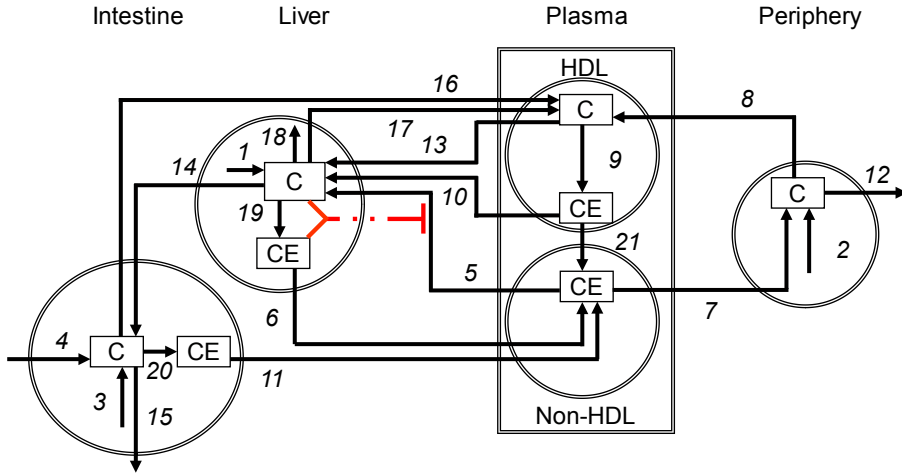 Intestine Liver Plasma Periphery
HDL
16
8
C
17
18
13
9
1
14
C
10
C
12
19
CE
21
CE
2
5
CE
6
7
4
C
CE
20
11
3
15
Non-HDL